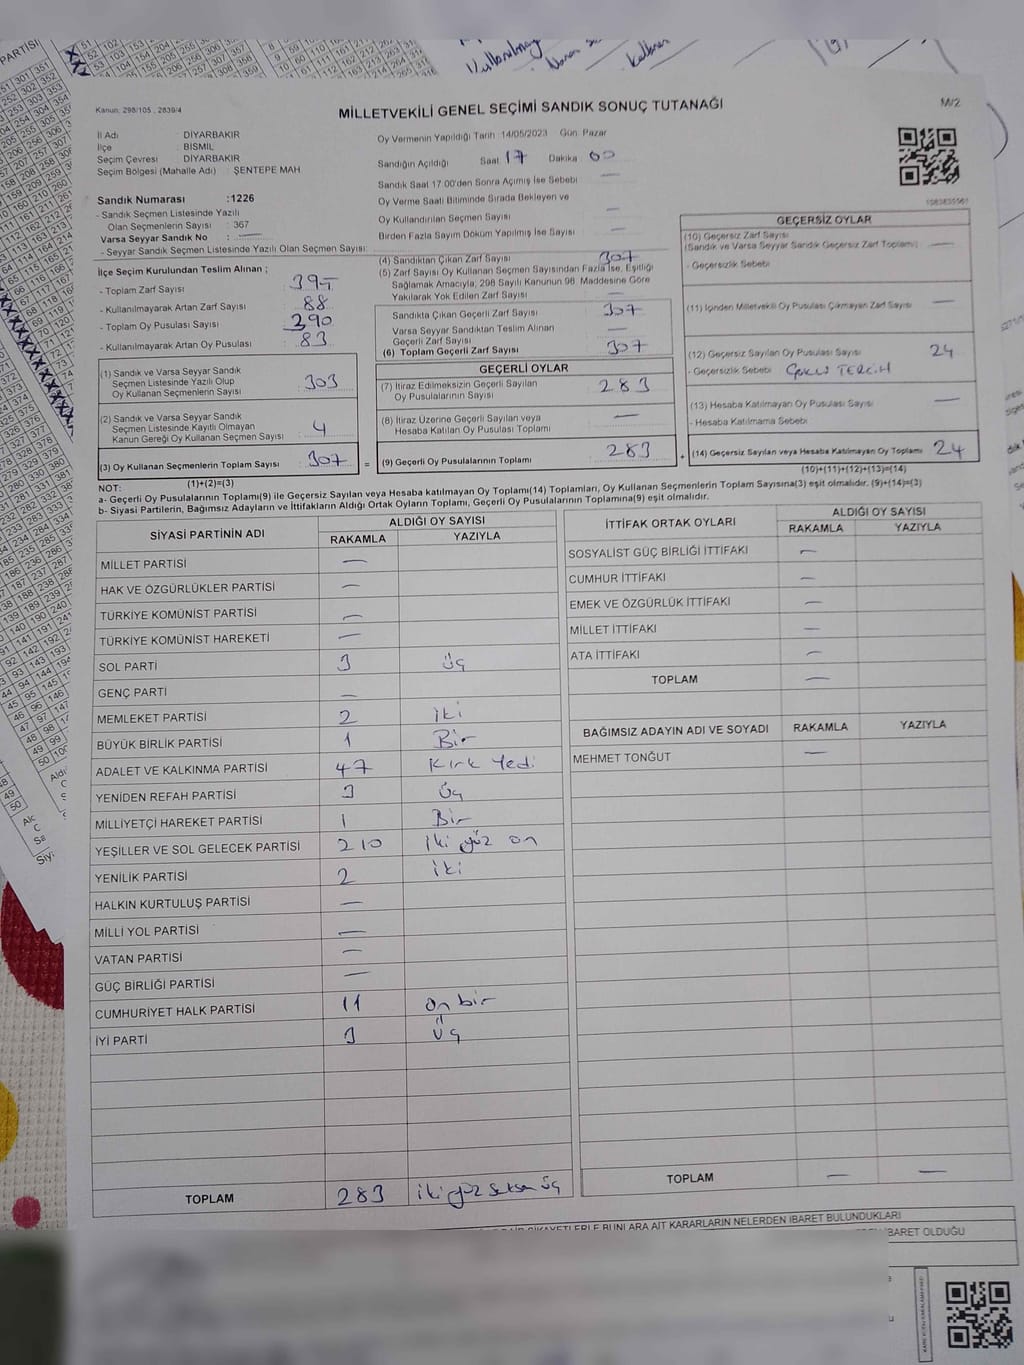 MİLLETVEKİLİ GENEL SEÇİMİ SANDIK SONUÇ TUTANAĞI
M/2
Kanun: 298/105 , 2839/4
İl Adı DİYARBAKIR
İlçe : BİSMİL
Seçim Çevresi DİYARBAKIR
Seçim Bölgesi (Mahalle Adı) : ŞENTEPE MAH
Sandık Numarası :1226
- Sandık Seçmen Listesinde Yazılı
Olan Seçmenlerin Sayısı : 367
Varsa Seyyar Sandık No : —
- Seyyar Sandık Seçmen Listesinde Yazılı Olan Seçmen Sayısı:
Oy Vermenin Yapıldığı Tarih :14/05/2023 Gün: Pazar
Sandığın Açıldığı Saat 17 Dakika 00
Sandık Saat 17:00'den Sonra Açımış İse Sebebi —
Oy Verme Saati Bitiminde Sırada Bekleyen ve
Oy Kullandırılan Seçmen Sayısı —
Birden Fazla Sayım Döküm Yapılmış İse Sayısı —
İlçe Seçim Kurulundan Teslim Alınan ;
- Toplam Zarf Sayısı 395
- Kullanılmayarak Artan Zarf Sayısı 88
- Toplam Oy Pusulası Sayısı 390
- Kullanılmayarak Artan Oy Pusulası 83
(1) Sandık ve Varsa Seyyar Sandık
Seçmen Listesinde Yazılı Olup
Oy Kullanan Seçmenlerin Sayısı 303
(2) Sandık ve Varsa Seyyar Sandık
Seçmen Listesinde Kayıtlı Olmayan
Kanun Gereği Oy Kullanan Seçmen Sayısı 4
(3) Oy Kullanan Seçmenlerin Toplam Sayısı 307
(1)+(2)=(3)
(4) Sandıktan Çıkan Zarf Sayısı 307
(5) Zarf Sayısı Oy Kullanan Seçmen Sayısından Fazla İse, Eşitliği
Sağlamak Amacıyla, 298 Sayılı Kanunun 98. Maddesine Göre
Yakılarak Yok Edilen Zarf Sayısı —
Sandıkta Çıkan Geçerli Zarf Sayısı 307
Varsa Seyyar Sandıktan Teslim Alınan
Geçerli Zarf Sayısı —
(6) Toplam Geçerli Zarf Sayısı 307
GEÇERLİ OYLAR
(7) İtiraz Edilmeksizin Geçerli Sayılan
Oy Pusulalarının Sayısı 283
(8) İtiraz Üzerine Geçerli Sayılan veya
Hesaba Katılan Oy Pusulası Toplamı —
= (9) Geçerli Oy Pusulalarının Toplamı 283
GEÇERSİZ OYLAR
(10) Geçersiz Zarf Sayısı
(Sandık ve Varsa Seyyar Sandık Geçersiz Zarf Toplamı) —
- Geçersizlik Sebebi
(11) İçinden Milletvekili Oy Pusulası Çıkmayan Zarf Sayısı —
(12) Geçersiz Sayılan Oy Pusulası Sayısı 24
- Geçersizlik Sebebi ÇOKLU TERCİH
(13) Hesaba Katılmayan Oy Pusulası Sayısı —
- Hesaba Katılmama Sebebi
+ (14) Geçersiz Sayılan veya Hesaba Katılmayan Oy Toplamı 24
(10)+(11)+(12)+(13)=(14)
NOT:
a- Geçerli Oy Pusulalarının Toplamı(9) ile Geçersiz Sayılan veya Hesaba katılmayan Oy Toplamı(14) Toplamları, Oy Kullanan Seçmenlerin Toplam Sayısına(3) eşit olmalıdır. (9)+(14)=(3)
b- Siyasi Partilerin, Bağımsız Adayların ve İttifakların Aldığı Ortak Oyların Toplamı, Geçerli Oy Pusulalarının Toplamına(9) eşit olmalıdır.
SİYASİ PARTİNİN ADI ALDIĞI OY SAYISI
RAKAMLA YAZIYLA
MİLLET PARTİSİ —
HAK VE ÖZGÜRLÜKLER PARTİSİ —
TÜRKİYE KOMÜNİST PARTİSİ —
TÜRKİYE KOMÜNİST HAREKETİ —
SOL PARTİ 3 üç
GENÇ PARTİ —
MEMLEKET PARTİSİ 2 iki
BÜYÜK BİRLİK PARTİSİ 1 Bir
ADALET VE KALKINMA PARTİSİ 47 Kırk Yedi
YENİDEN REFAH PARTİSİ 3 Üç
MİLLİYETÇİ HAREKET PARTİSİ 1 Bir
YEŞİLLER VE SOL GELECEK PARTİSİ 210 iki yüz on
YENİLİK PARTİSİ 2 iki
HALKIN KURTULUŞ PARTİSİ —
MİLLİ YOL PARTİSİ —
VATAN PARTİSİ —
GÜÇ BİRLİĞİ PARTİSİ —
CUMHURİYET HALK PARTİSİ 11 On bir
İYİ PARTİ 3 üç
TOPLAM 283 iki yüz seksen üç
İTTİFAK ORTAK OYLARI ALDIĞI OY SAYISI
RAKAMLA YAZIYLA
SOSYALİST GÜÇ BİRLİĞİ İTTİFAKI —
CUMHUR İTTİFAKI —
EMEK VE ÖZGÜRLÜK İTTİFAKI —
MİLLET İTTİFAKI —
ATA İTTİFAKI —
TOPLAM —
BAĞIMSIZ ADAYIN ADI VE SOYADI RAKAMLA YAZIYLA
MEHMET TONĞUT —
TOPLAM — —
ŞİKAYETLERLE BUNLARA AİT KARARLARIN NELERDEN İBARET BULUNDUKLARI
İBARET OLDUĞU